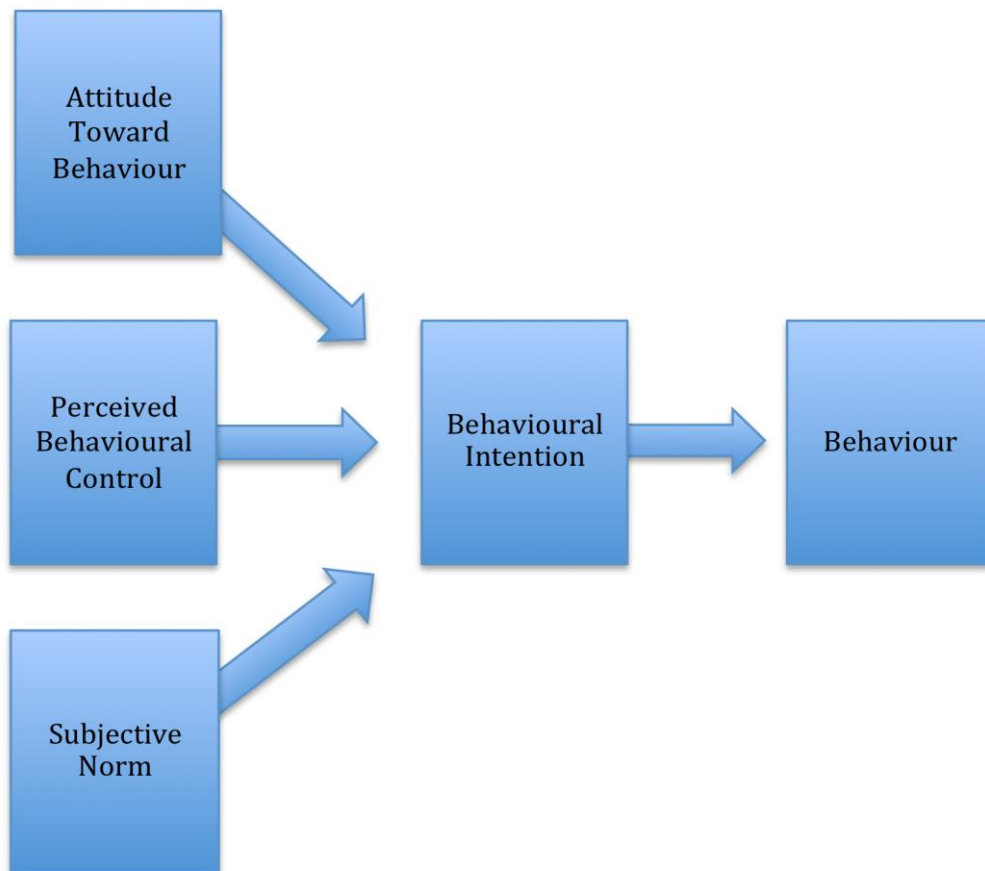 Attitude
Toward
Behaviour
Perceived
Behavioural
Control
Subjective
Norm
Behavioural
Intention
Behaviour